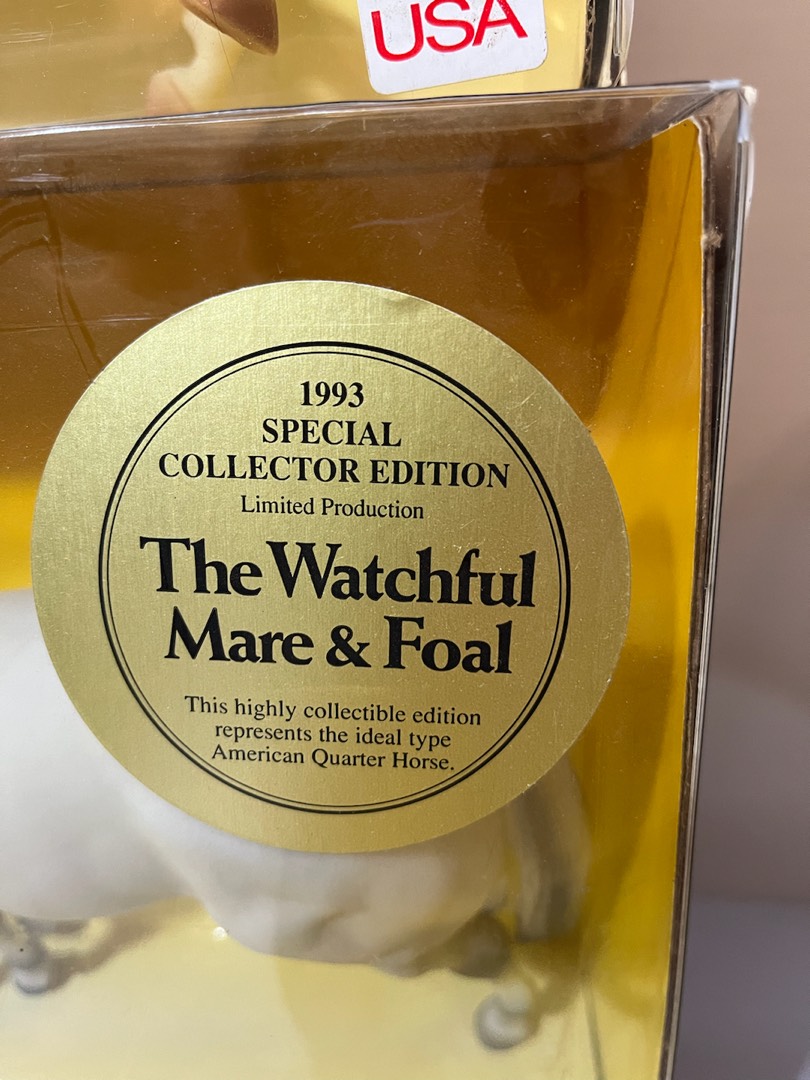 USA
1993
SPECIAL
COLLECTOR EDITION
Limited Production
The Watchful
Mare & Foal
This highly collectible edition
represents the ideal type
American Quarter Horse.